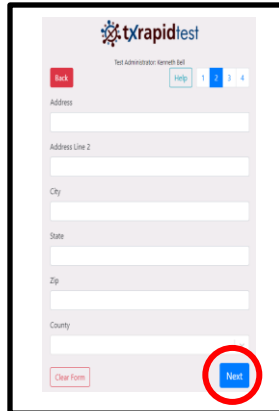 txrapidtest
Test Administrator: Kenneth Bell
Back Help 1 2 3 4
Address
Address Line 2
City
State
Zip
County
Clear Form Next